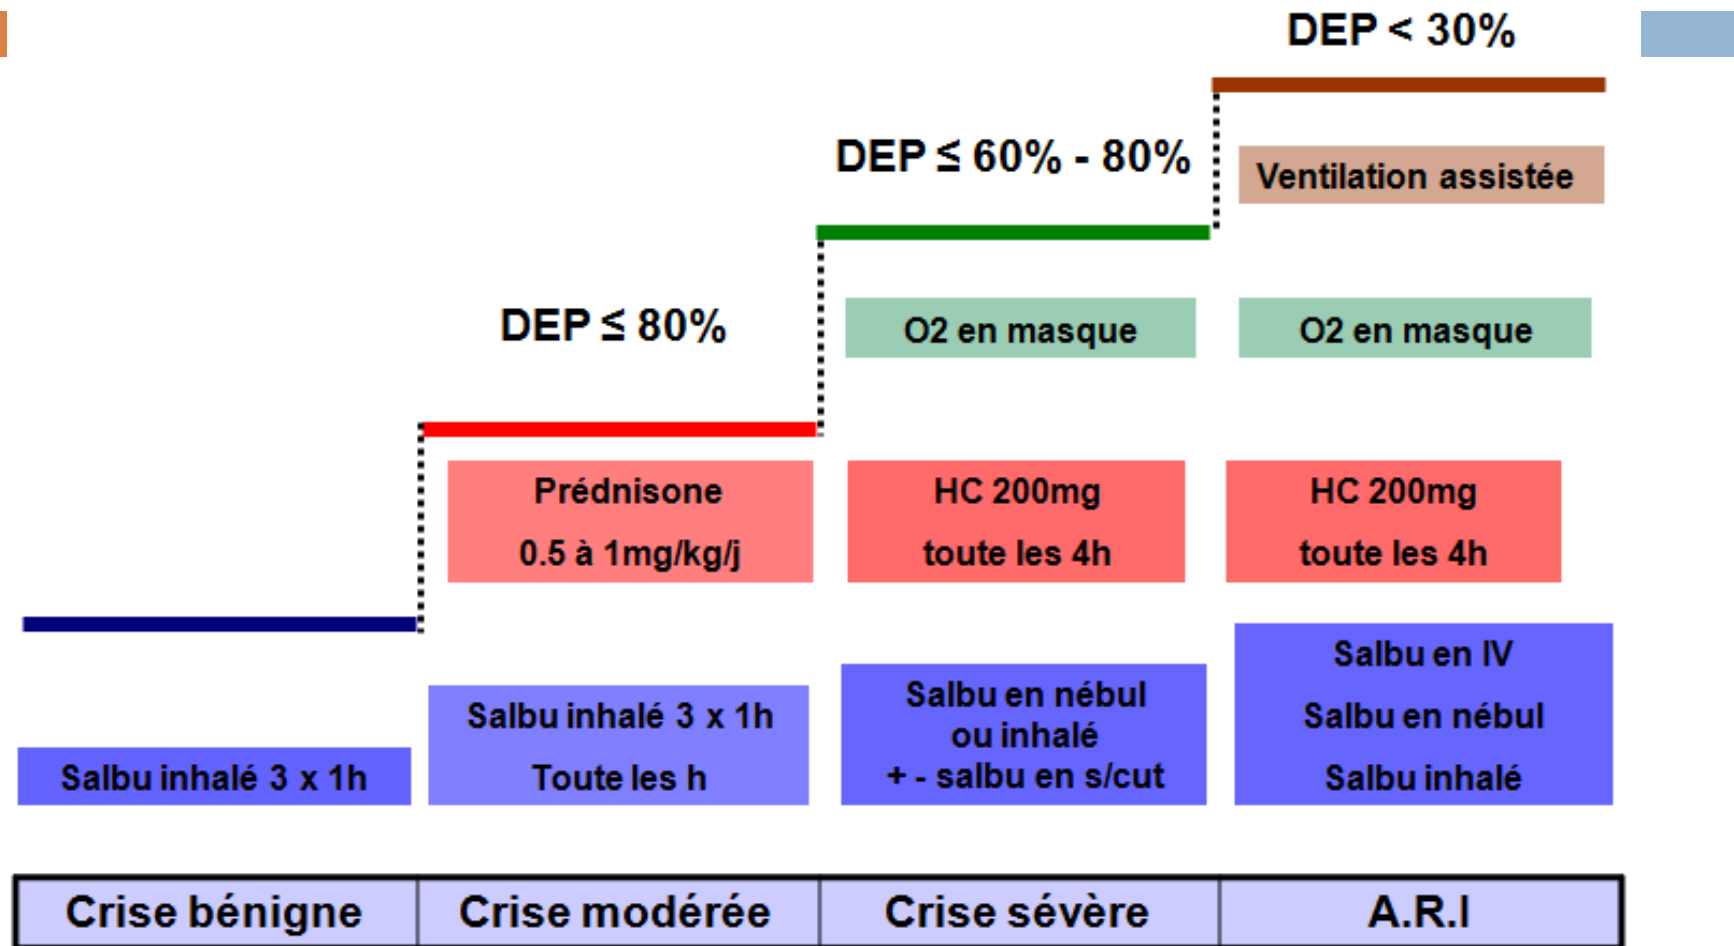 DEP < 30%
DEP ≤ 60% - 80%
Ventilation assistée
DEP ≤ 80%
O2 en masque
O2 en masque
Prédnisone
0.5 à 1mg/kg/j
HC 200mg
toute les 4h
HC 200mg
toute les 4h
Salbu inhalé 3 x 1h
Salbu inhalé 3 x 1h
Toute les h
Salbu en nébul
ou inhalé
+ - salbu en s/cut
Salbu en IV
Salbu en nébul
Salbu inhalé
Crise bénigne
Crise modérée
Crise sévère
A.R.I